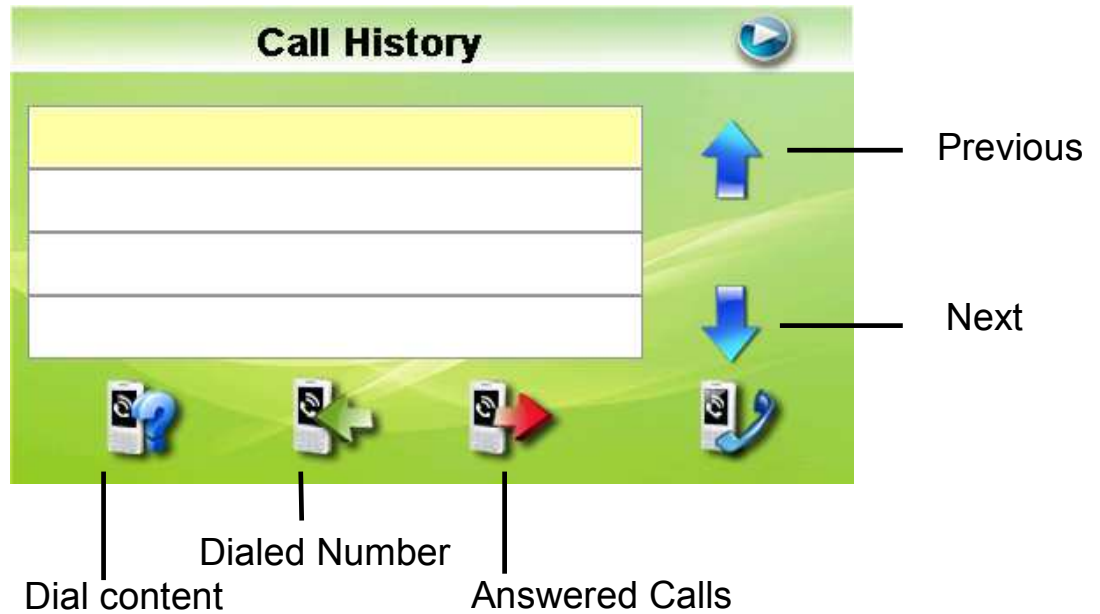 Call History
Previous
Next
Dialed Number
Dial content
Answered Calls